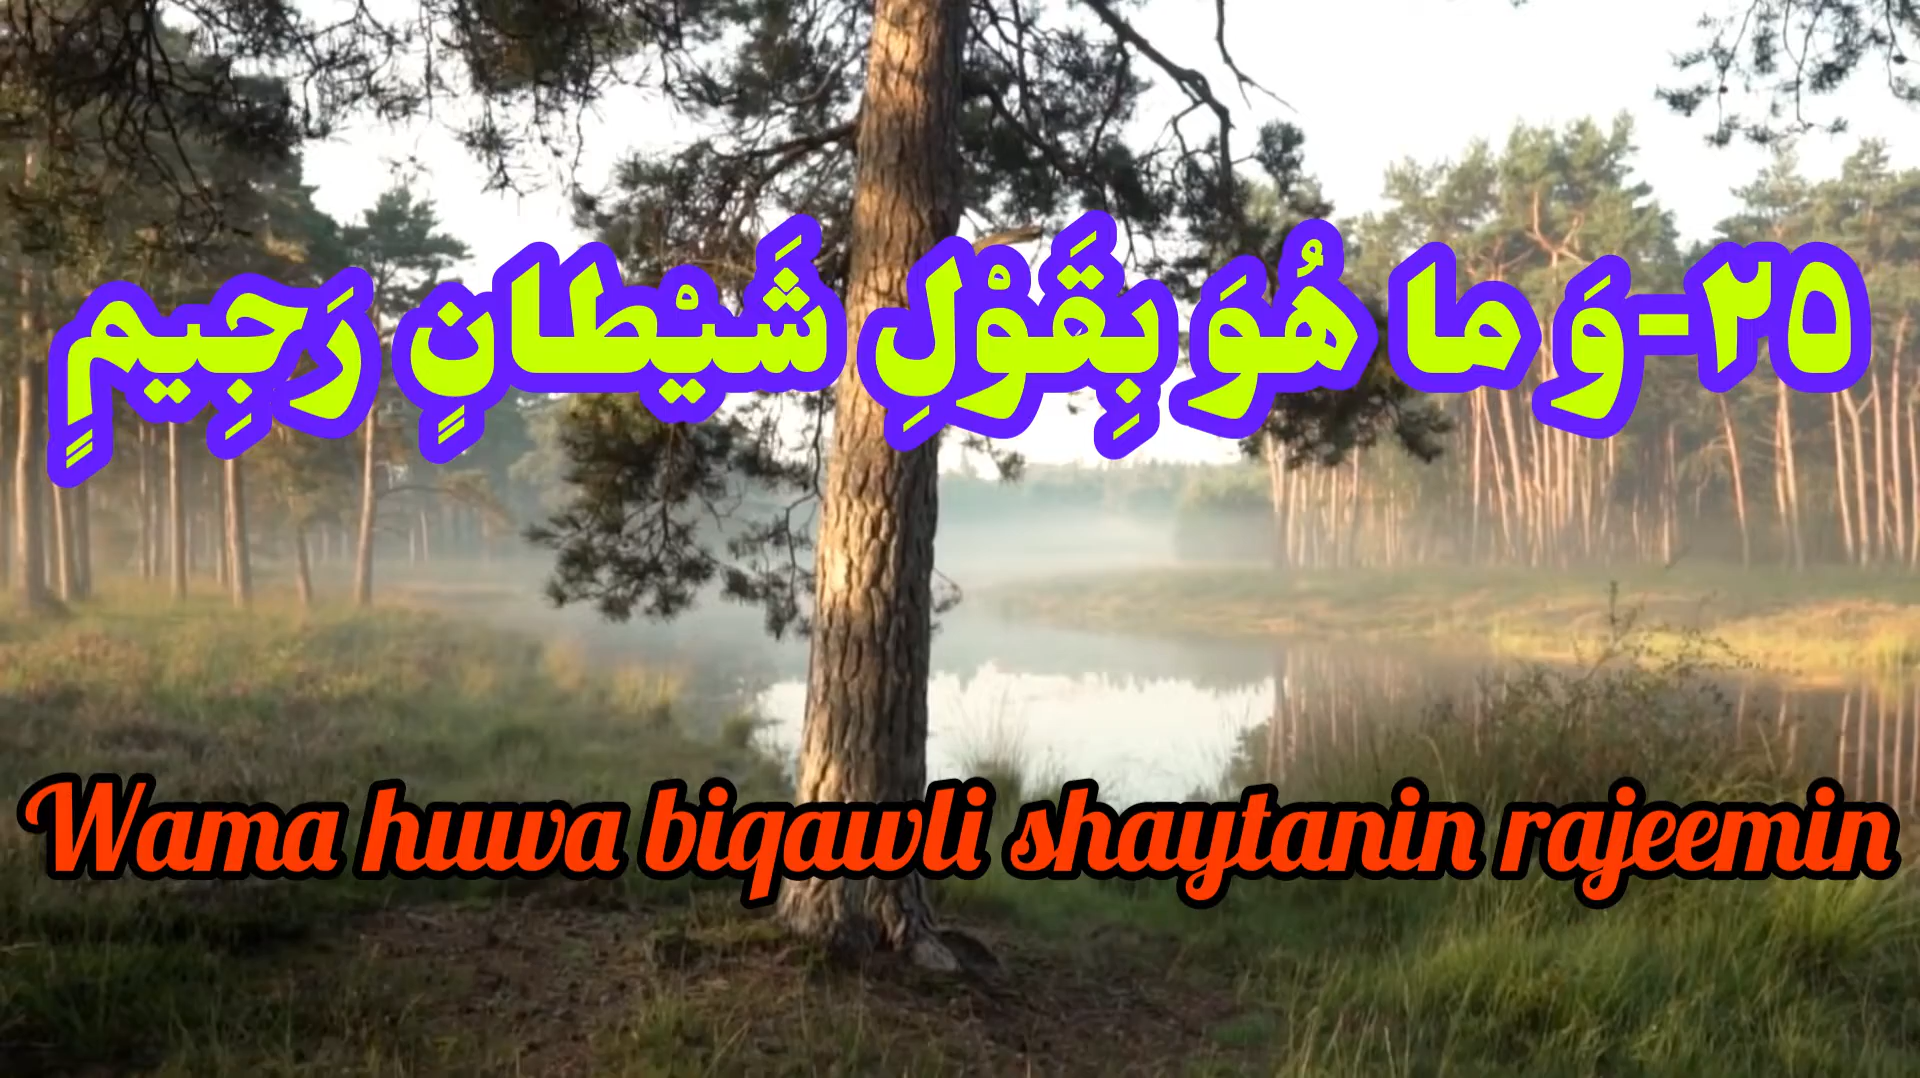 ٢٥-وَ ما هُوَ بِقَوْلِ شَيْطانٍ رَجِيمٍ
Wama huwa biqawli shaytanin rajeemin